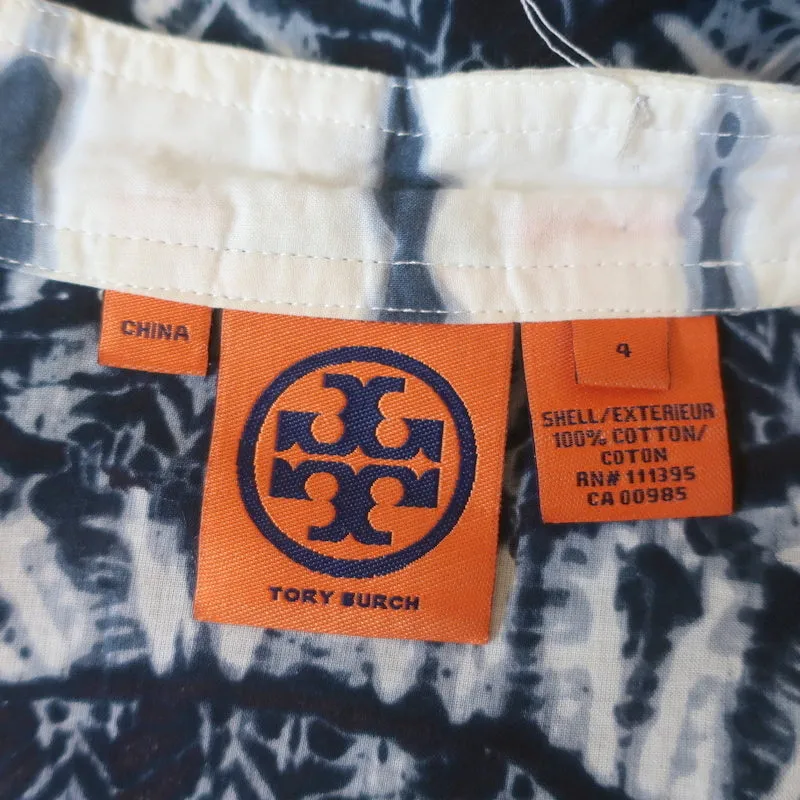 CHINA
TORY BURCH
4
SHELL/EXTERIEUR
100% COTTON/
COTON
RN# 111395
CA 00985